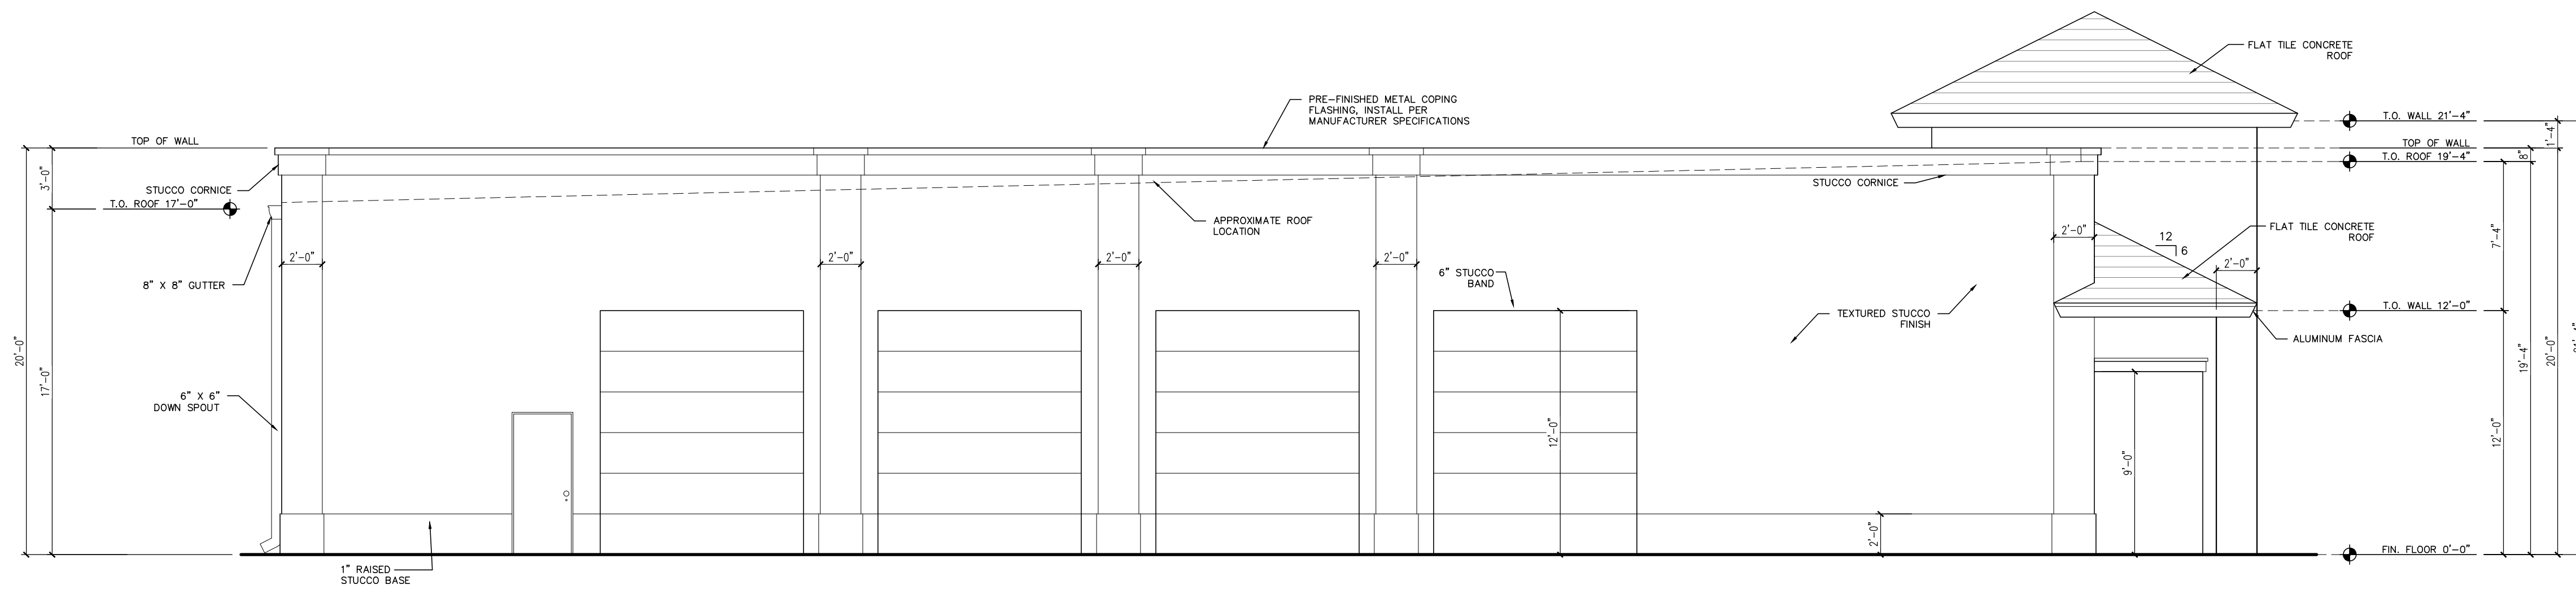 FLAT TILE CONCRETE
ROOF
PRE-FINISHED METAL COPING
FLASHING, INSTALL PER
MANUFACTURER SPECIFICATIONS
T.O. WALL 21'-4"
1'-4"
TOP OF WALL
TOP OF WALL
T.O. ROOF 19'-4"
8"
3'-0"
STUCCO CORNICE
STUCCO CORNICE
T.O. ROOF 17'-0"
APPROXIMATE ROOF
LOCATION
FLAT TILE CONCRETE
ROOF
12
6
7'-4"
2'-0"
2'-0"
2'-0"
2'-0"
2'-0"
2'-0"
8" X 8" GUTTER
6" STUCCO
BAND
T.O. WALL 12'-0"
TEXTURED STUCCO
FINISH
ALUMINUM FASCIA
20'-0"
17'-0"
19'-4"
20'-0"
6" X 6"
DOWN SPOUT
12'-0"
9'-0"
12'-0"
2'-0"
FIN. FLOOR 0'-0"
1" RAISED
STUCCO BASE